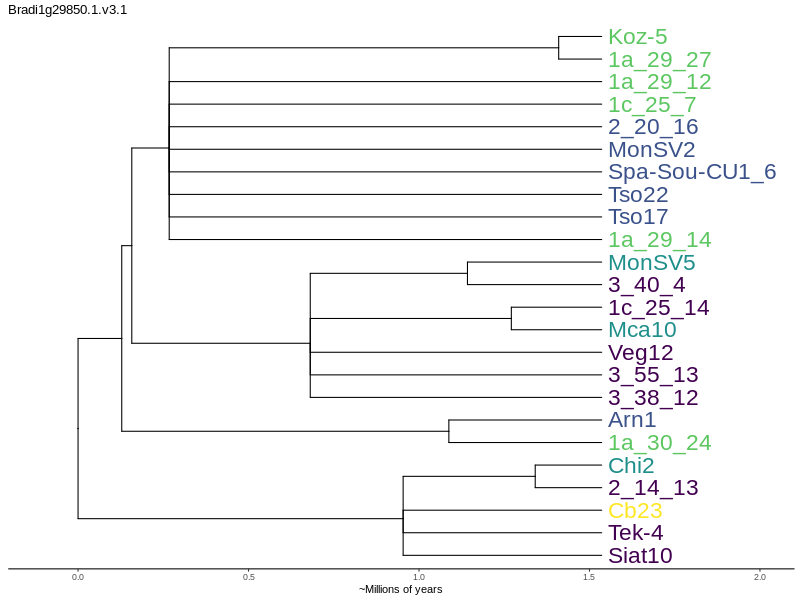 Bradi1g29850.1.v3.1
Koz-5
1a_29_27
1a_29_12
1c_25_7
2_20_16
MonSV2
Spa-Sou-CU1_6
Tso22
Tso17
1a_29_14
MonSV5
3_40_4
1c_25_14
Mca10
Veg12
3_55_13
3_38_12
Arn1
1a_30_24
Chi2
2_14_13
Cb23
Tek-4
Siat10
0.0 0.5 1.0 1.5 2.0
~Millions of years